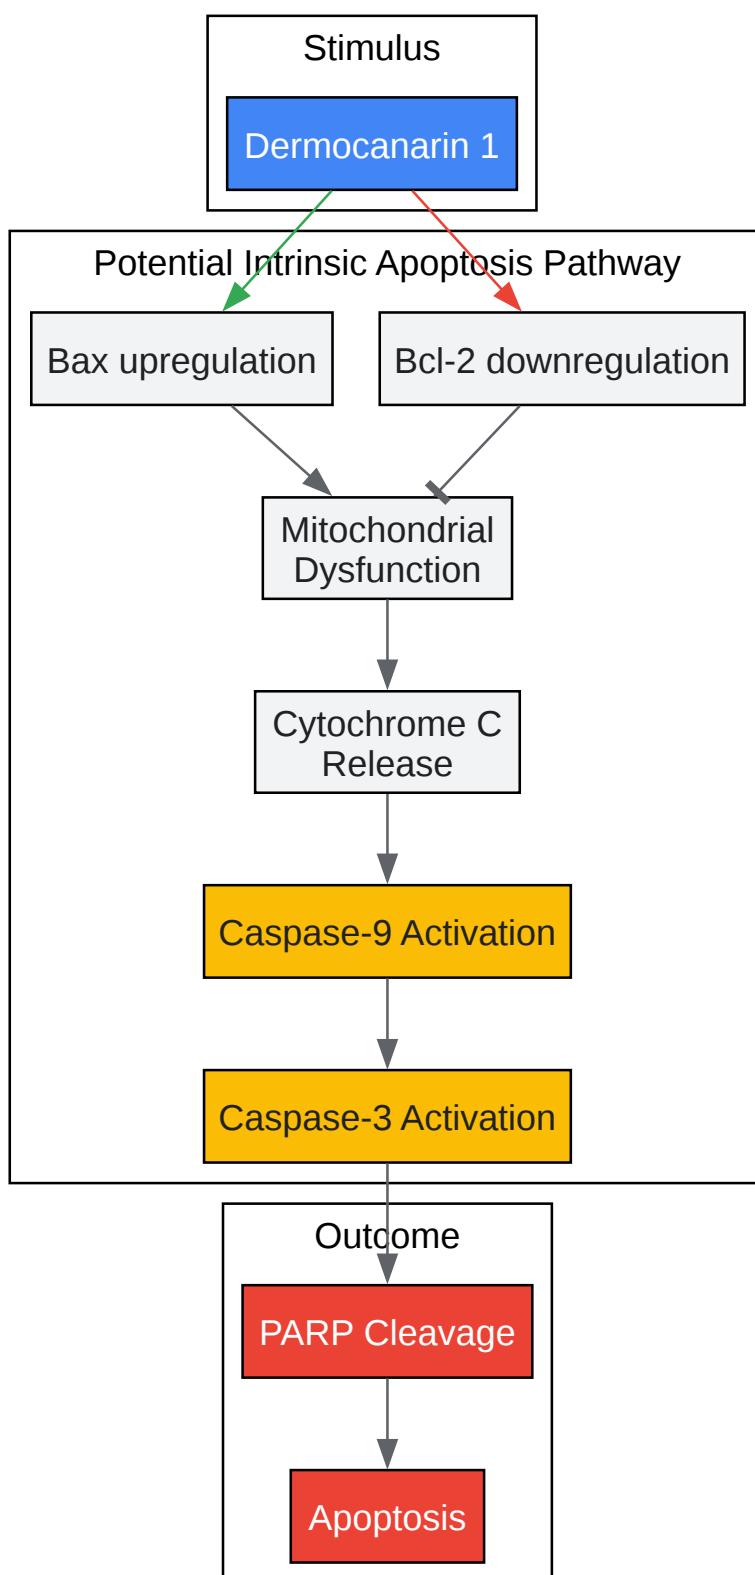 Stimulus
Dermocanarin 1
Potential Intrinsic Apoptosis Pathway
Bax upregulation
Bcl-2 downregulation
Mitochondrial
Dysfunction
Cytochrome C
Release
Caspase-9 Activation
Caspase-3 Activation
Outcome
PARP Cleavage
Apoptosis